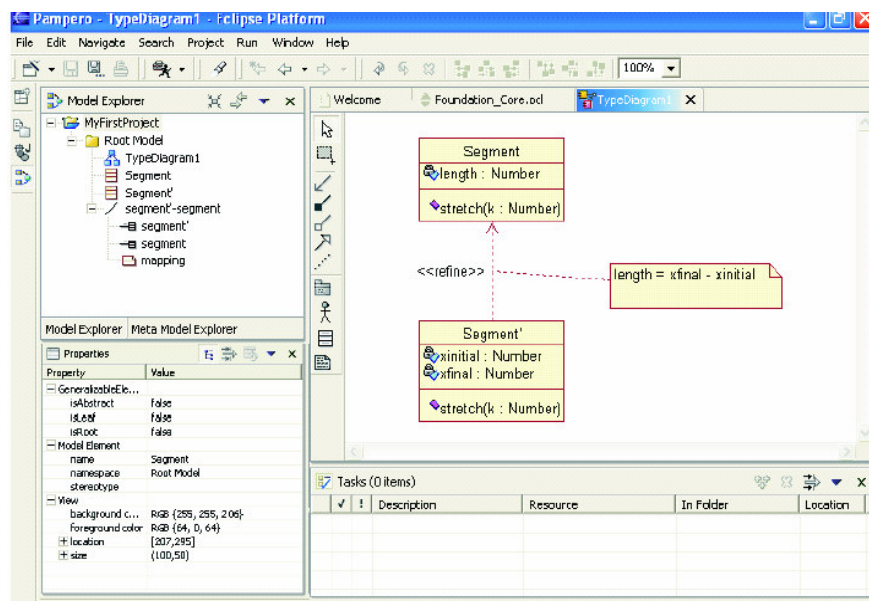 Pampero - TypeDiagram1 - Eclipse Platform
File Edit Navigate Search Project Run Window Help
100%
Model Explorer
MyFirstProject
Root Model
TypeDiagram1
Segment
Segment'
segment'-segment
segment'
segment
mapping
Model Explorer Meta Model Explorer
Properties
Property Value
GeneralizableEle...
isAbstract false
isLeaf false
isRoot false
Model Element
name Segment
namespace Root Model
stereotype
View
background c... RGB {255, 255, 206}
foreground color RGB {64, 0, 64}
location [207,295]
size (100,50)
Welcome Foundation_Core.ocl TypeDiagram1
Segment
length : Number
stretch(k : Number)
<<refine>>
length = xfinal - xinitial
Segment'
xinitial : Number
xfinal : Number
stretch(k : Number)
Tasks (0 items)
! Description Resource In Folder Location